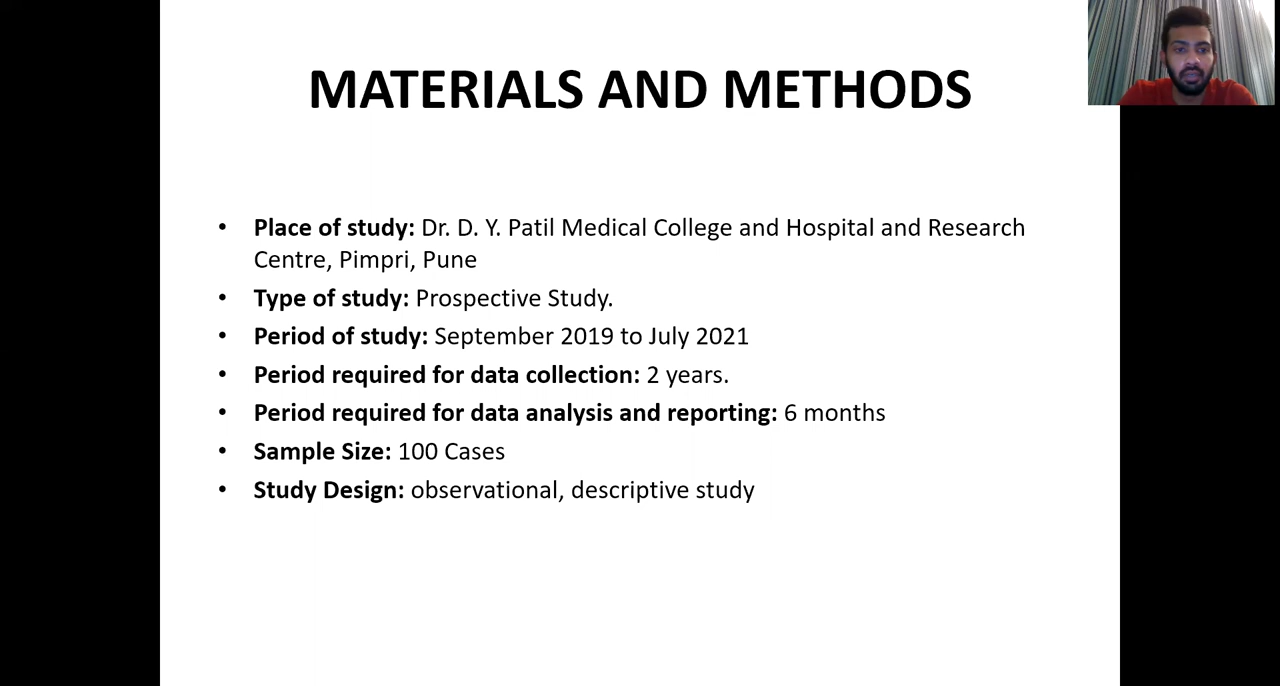 MATERIALS AND METHODS
• Place of study: Dr. D. Y. Patil Medical College and Hospital and Research
Centre, Pimpri, Pune
• Type of study: Prospective Study.
• Period of study: September 2019 to July 2021
• Period required for data collection: 2 years.
• Period required for data analysis and reporting: 6 months
• Sample Size: 100 Cases
• Study Design: observational, descriptive study